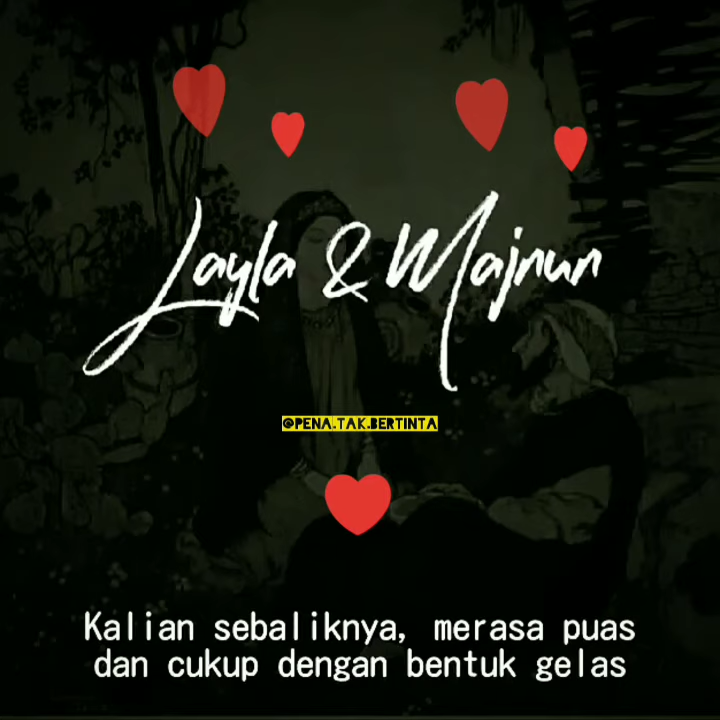 Layla & Majnun
@PENA.TAK.BERTINTA
Kalian sebaliknya, merasa puas
dan cukup dengan bentuk gelas